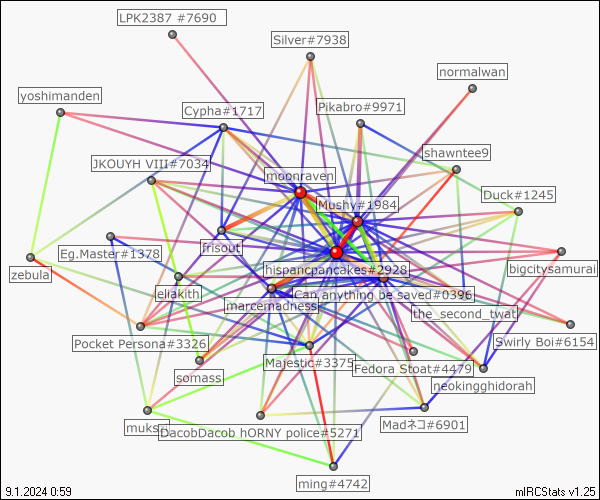 LPK2387 #7690
Silver#7938
normalwan
yoshimanden
Cypha#1717
Pikabro#9971
shawntee9
JKOUYH VIII#7034
moonraven
Mushy#1984
Duck#1245
frisout
Eg.Master#1378
zebula
hispancpancakes#2928
bigcitysamurai
eliakith
Can anything be saved#0396
marcemadness
the_second_twat
Pocket Persona#3326
Swirly Boi#6154
Majestic#3375
Fedora Stoat#4479
somass
neokingghidorah
muks
DacobDacob hORNY police#5271
Madネコ#6901
ming#4742
9.1.2024 0:59
mIRCStats v1.25